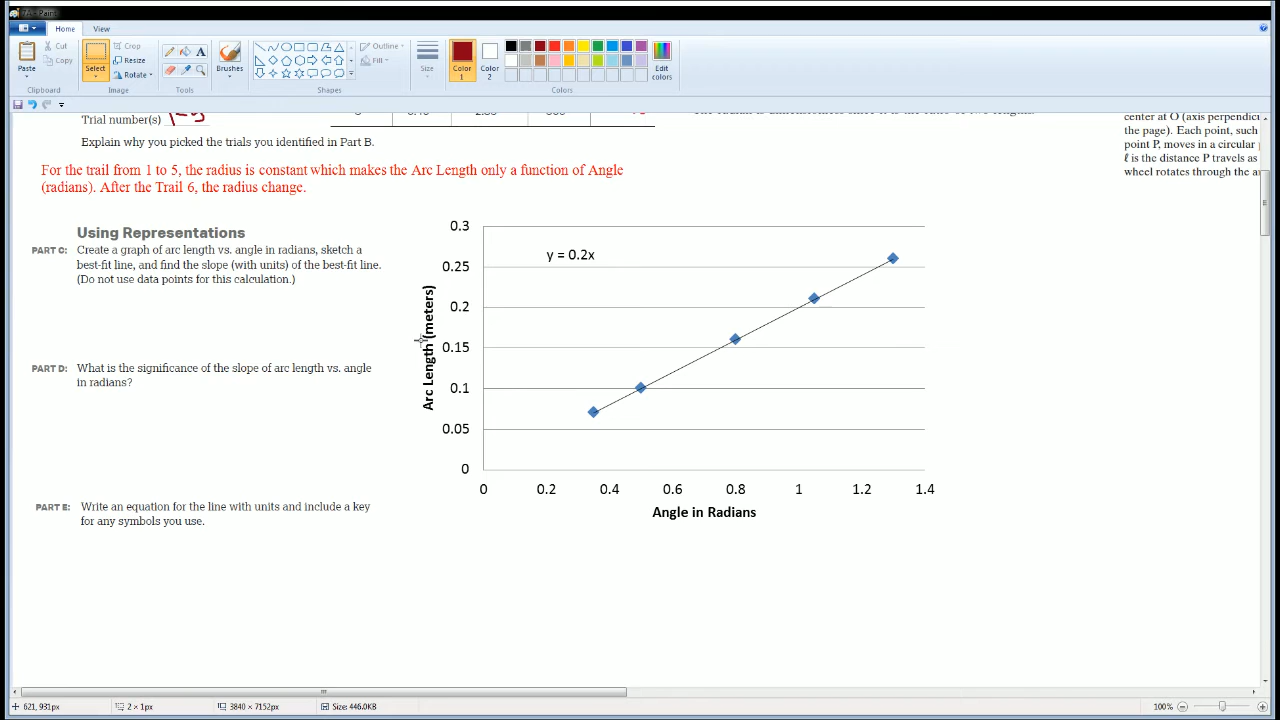 7A - Paint
Home
View
Paste
Cut
Copy
Clipboard
Select
Crop
Resize
Rotate
Image
Tools
Brushes
Outline
Fill
Shapes
Size
Color 1
Color 2
Edit colors
Colors
Trial number(s) 1-5
Explain why you picked the trials you identified in Part B.
For the trail from 1 to 5, the radius is constant which makes the Arc Length only a function of Angle
(radians). After the Trail 6, the radius change.
center at O (axis perpendic
the page). Each point, such
point P, moves in a circular
ℓ is the distance P travels as
wheel rotates through the a
Using Representations
PART C: Create a graph of arc length vs. angle in radians, sketch a
best-fit line, and find the slope (with units) of the best-fit line.
(Do not use data points for this calculation.)
PART D: What is the significance of the slope of arc length vs. angle
in radians?
PART E: Write an equation for the line with units and include a key
for any symbols you use.
Arc Length (meters)
0.3
0.25
0.2
0.15
0.1
0.05
0
y = 0.2x
0 0.2 0.4 0.6 0.8 1 1.2 1.4
Angle in Radians
621, 931px
2 × 1px
3840 × 7152px
Size: 446.0KB
100%